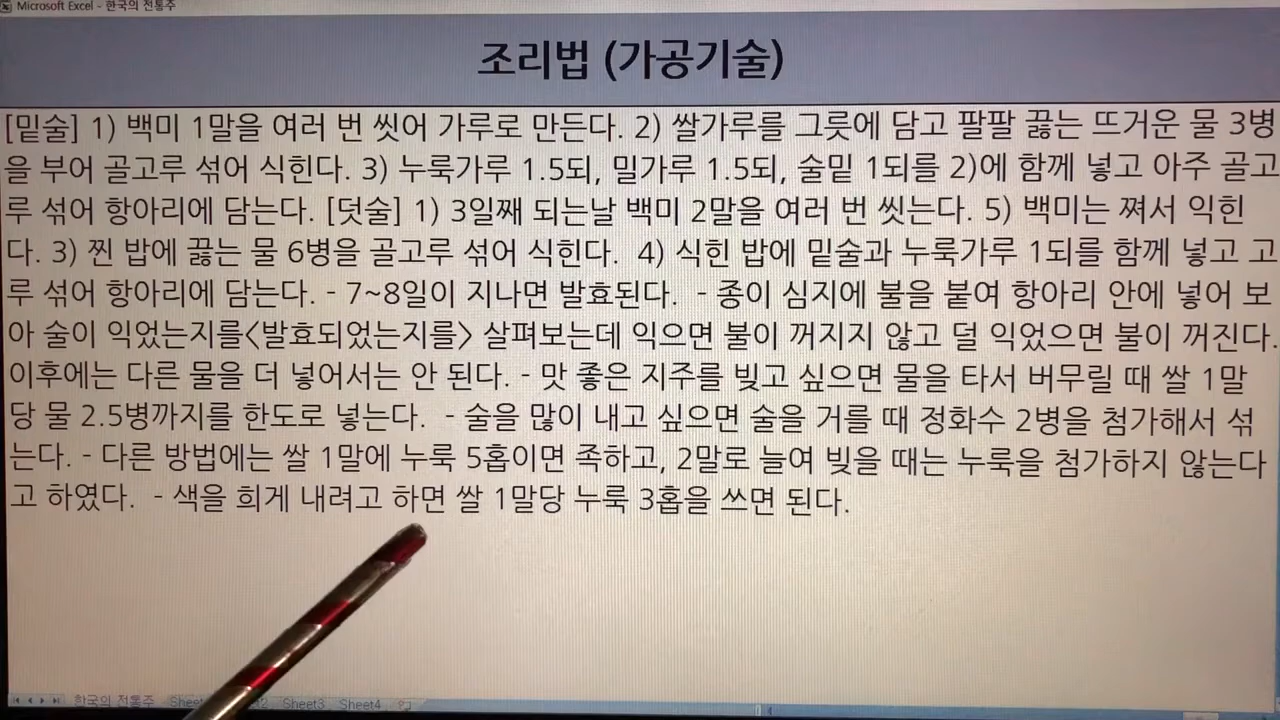 Microsoft Excel - 한국의 전통주
조리법 (가공기술)
[밑술] 1) 백미 1말을 여러 번 씻어 가루로 만든다. 2) 쌀가루를 그릇에 담고 팔팔 끓는 뜨거운 물 3병
을 부어 골고루 섞어 식힌다. 3) 누룩가루 1.5되, 밀가루 1.5되, 술밑 1되를 2)에 함께 넣고 아주 골고
루 섞어 항아리에 담는다. [덧술] 1) 3일째 되는날 백미 2말을 여러 번 씻는다. 5) 백미는 쪄서 익힌
다. 3) 찐 밥에 끓는 물 6병을 골고루 섞어 식힌다. 4) 식힌 밥에 밑술과 누룩가루 1되를 함께 넣고 고
루 섞어 항아리에 담는다. - 7~8일이 지나면 발효된다. - 종이 심지에 불을 붙여 항아리 안에 넣어 보
아 술이 익었는지를<발효되었는지를> 살펴보는데 익으면 불이 꺼지지 않고 덜 익었으면 불이 꺼진다.
이후에는 다른 물을 더 넣어서는 안 된다. - 맛 좋은 지주를 빚고 싶으면 물을 타서 버무릴 때 쌀 1말
당 물 2.5병까지를 한도로 넣는다. - 술을 많이 내고 싶으면 술을 거를 때 정화수 2병을 첨가해서 섞
는다. - 다른 방법에는 쌀 1말에 누룩 5홉이면 족하고, 2말로 늘여 빚을 때는 누룩을 첨가하지 않는다
고 하였다. - 색을 희게 내려고 하면 쌀 1말당 누룩 3홉을 쓰면 된다.
한국의 전통주 Sheet3 Sheet4